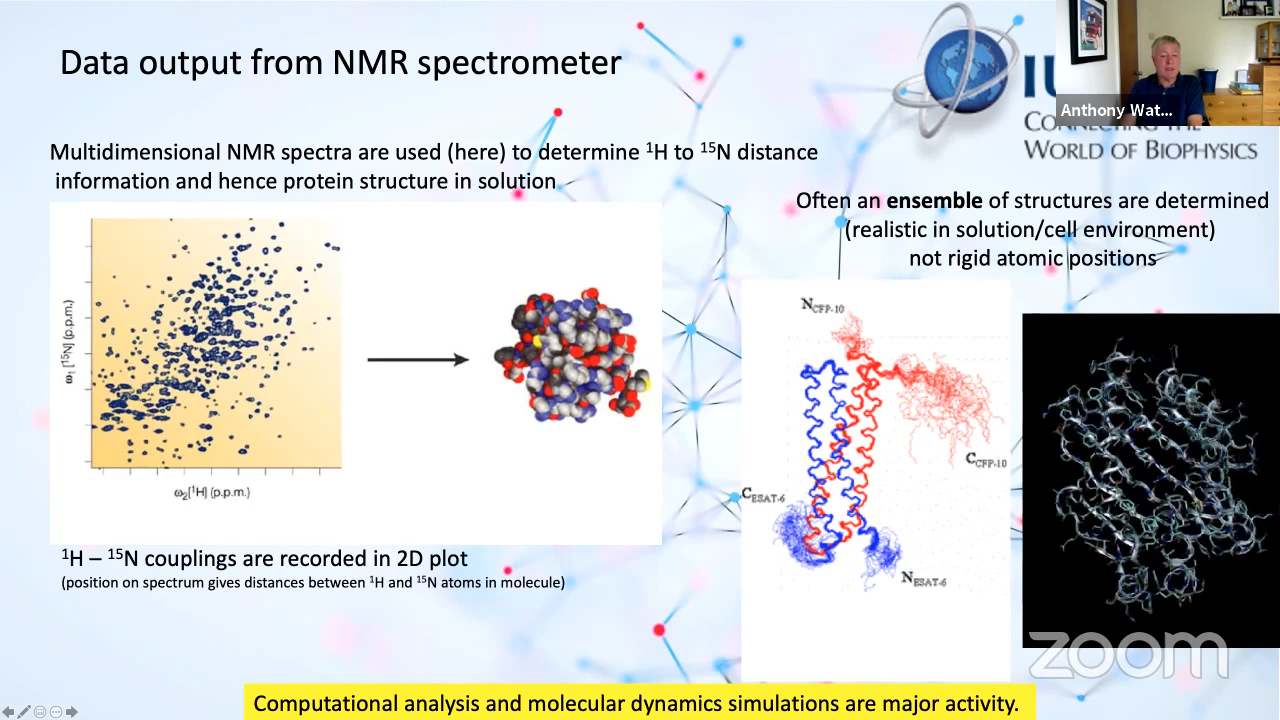 Data output from NMR spectrometer
IU
Anthony Wat...
CONNECTING THE
WORLD OF BIOPHYSICS
Multidimensional NMR spectra are used (here) to determine ¹H to ¹⁵N distance
information and hence protein structure in solution
Often an ensemble of structures are determined
(realistic in solution/cell environment)
not rigid atomic positions
ω₁ [¹⁵N] (p.p.m.)
ω₂[¹H] (p.p.m.)
N CFP-10
C CFP-10
C ESAT-6
N ESAT-6
¹H – ¹⁵N couplings are recorded in 2D plot
(position on spectrum gives distances between ¹H and ¹⁵N atoms in molecule)
zoom
Computational analysis and molecular dynamics simulations are major activity.